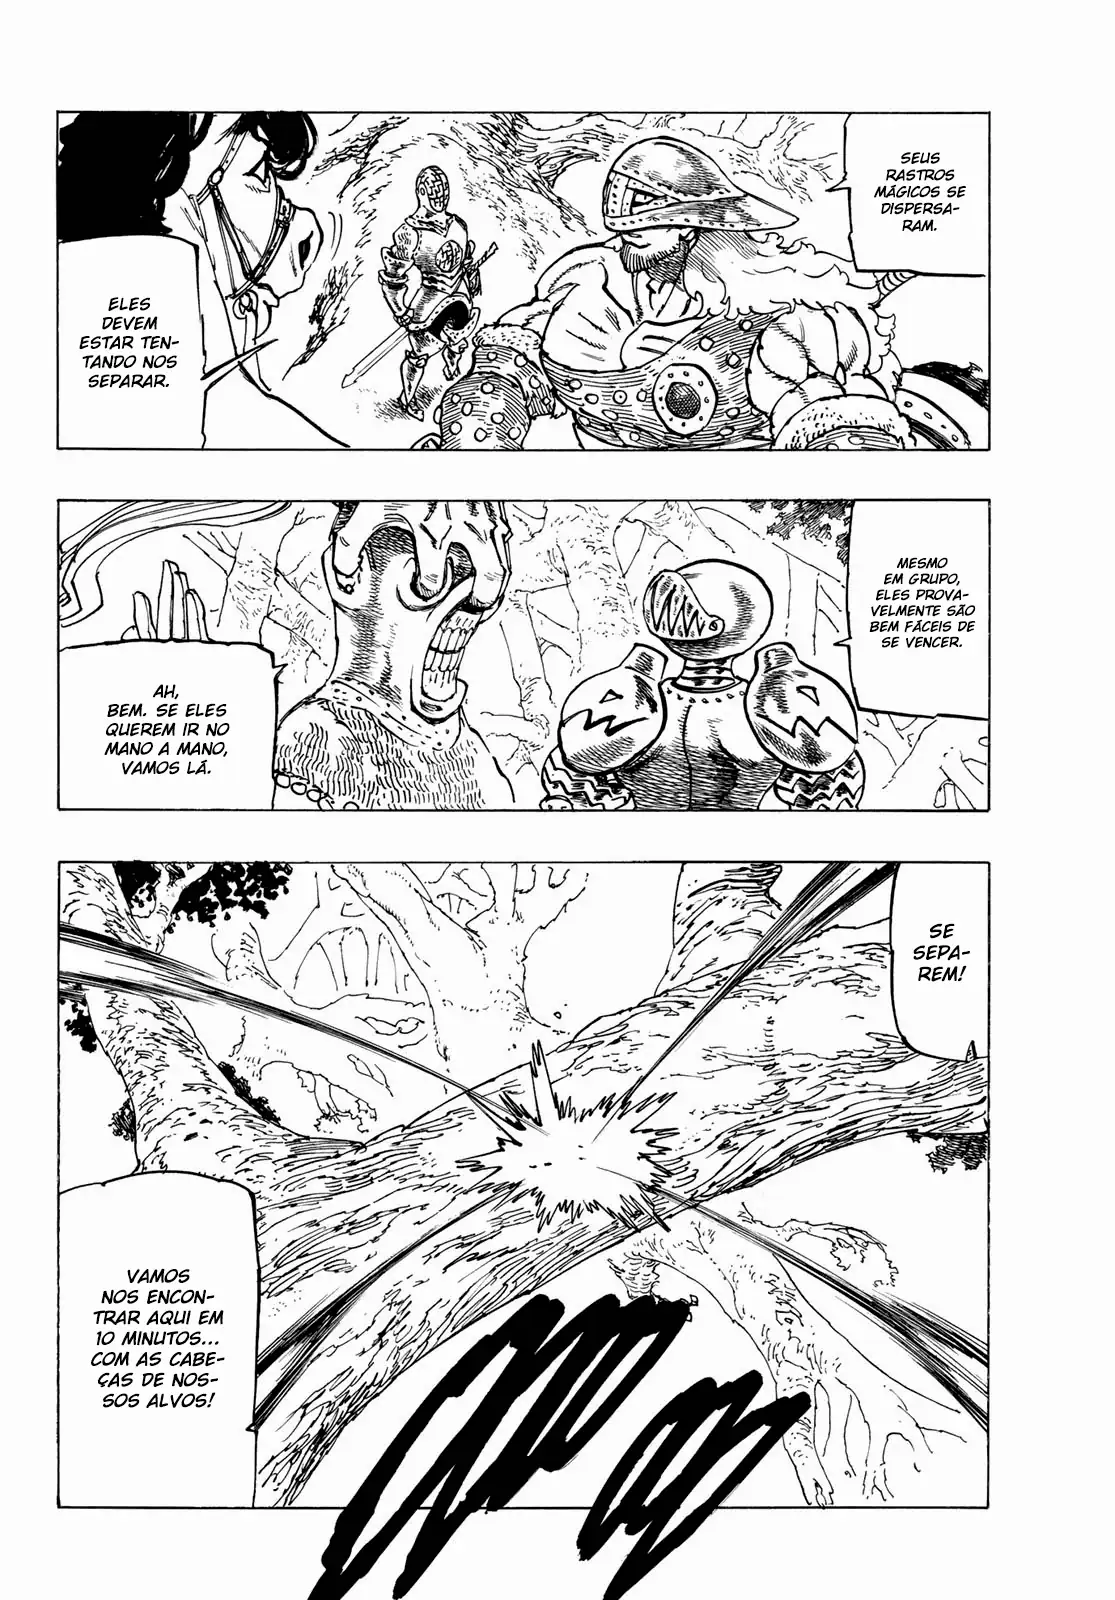 SEUS
RASTROS
MÁGICOS SE
DISPERSA-
RAM.
ELES
DEVEM
ESTAR TEN-
TANDO NOS
SEPARAR.
MESMO
EM GRUPO,
ELES PROVA-
VELMENTE SÃO
BEM FÁCEIS DE
SE VENCER.
AH,
BEM. SE ELES
QUEREM IR NO
MANO A MANO,
VAMOS LÁ.
SE
SEPA-
REM!
VAMOS
NOS ENCON-
TRAR AQUI EM
10 MINUTOS...
COM AS CABE-
ÇAS DE NOS-
SOS ALVOS!